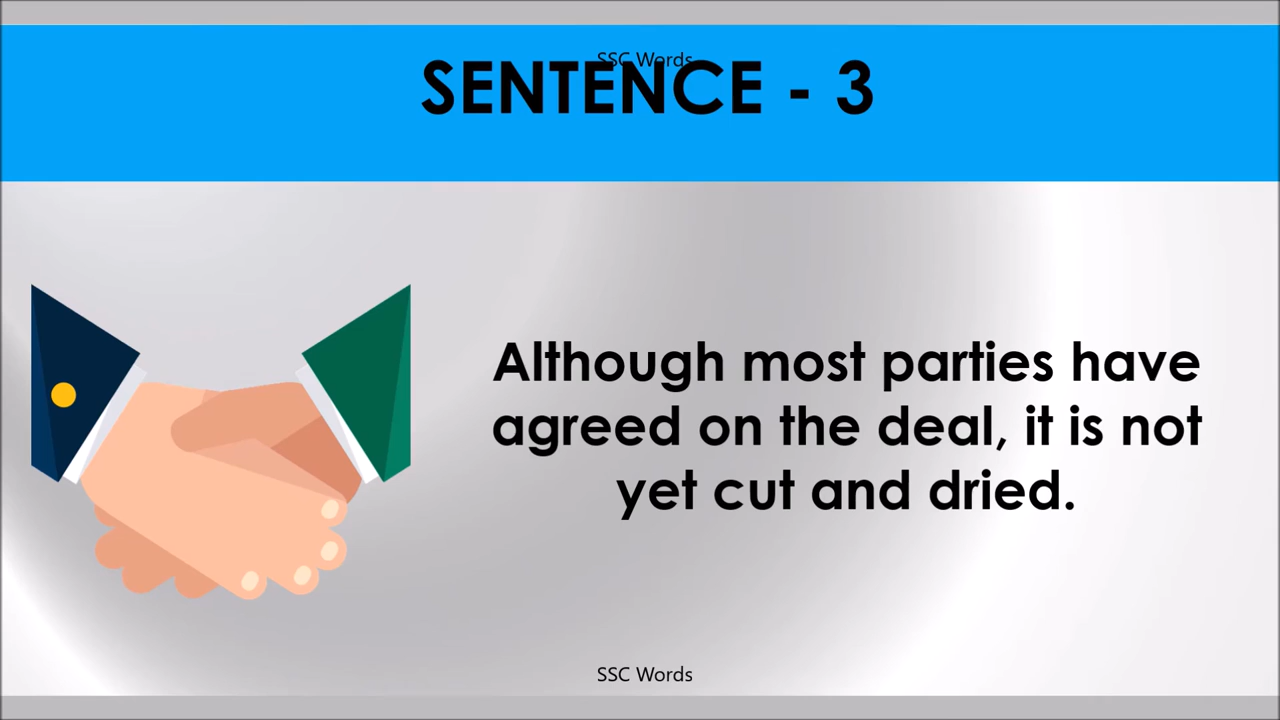 SSC Words
SENTENCE - 3
Although most parties have
agreed on the deal, it is not
yet cut and dried.
SSC Words